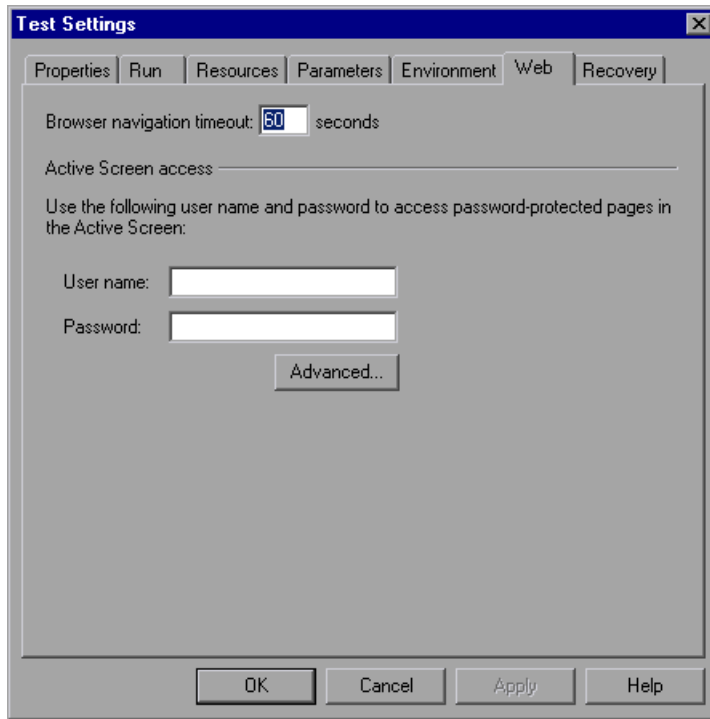 Test Settings
Properties Run Resources Parameters Environment Web Recovery
Browser navigation timeout: 60 seconds
Active Screen access
Use the following user name and password to access password-protected pages in
the Active Screen:
User name:
Password:
Advanced...
OK Cancel Apply Help